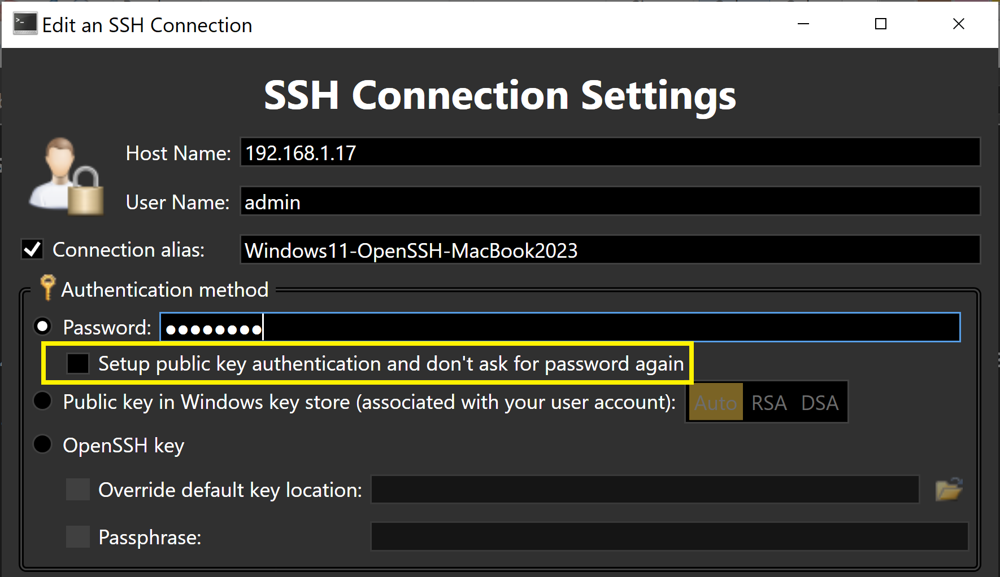 Edit an SSH Connection
SSH Connection Settings
Host Name: 192.168.1.17
User Name: admin
Connection alias: Windows11-OpenSSH-MacBook2023
Authentication method
Password: ●●●●●●●●
Setup public key authentication and don't ask for password again
Public key in Windows key store (associated with your user account): Auto RSA DSA
OpenSSH key
Override default key location:
Passphrase: